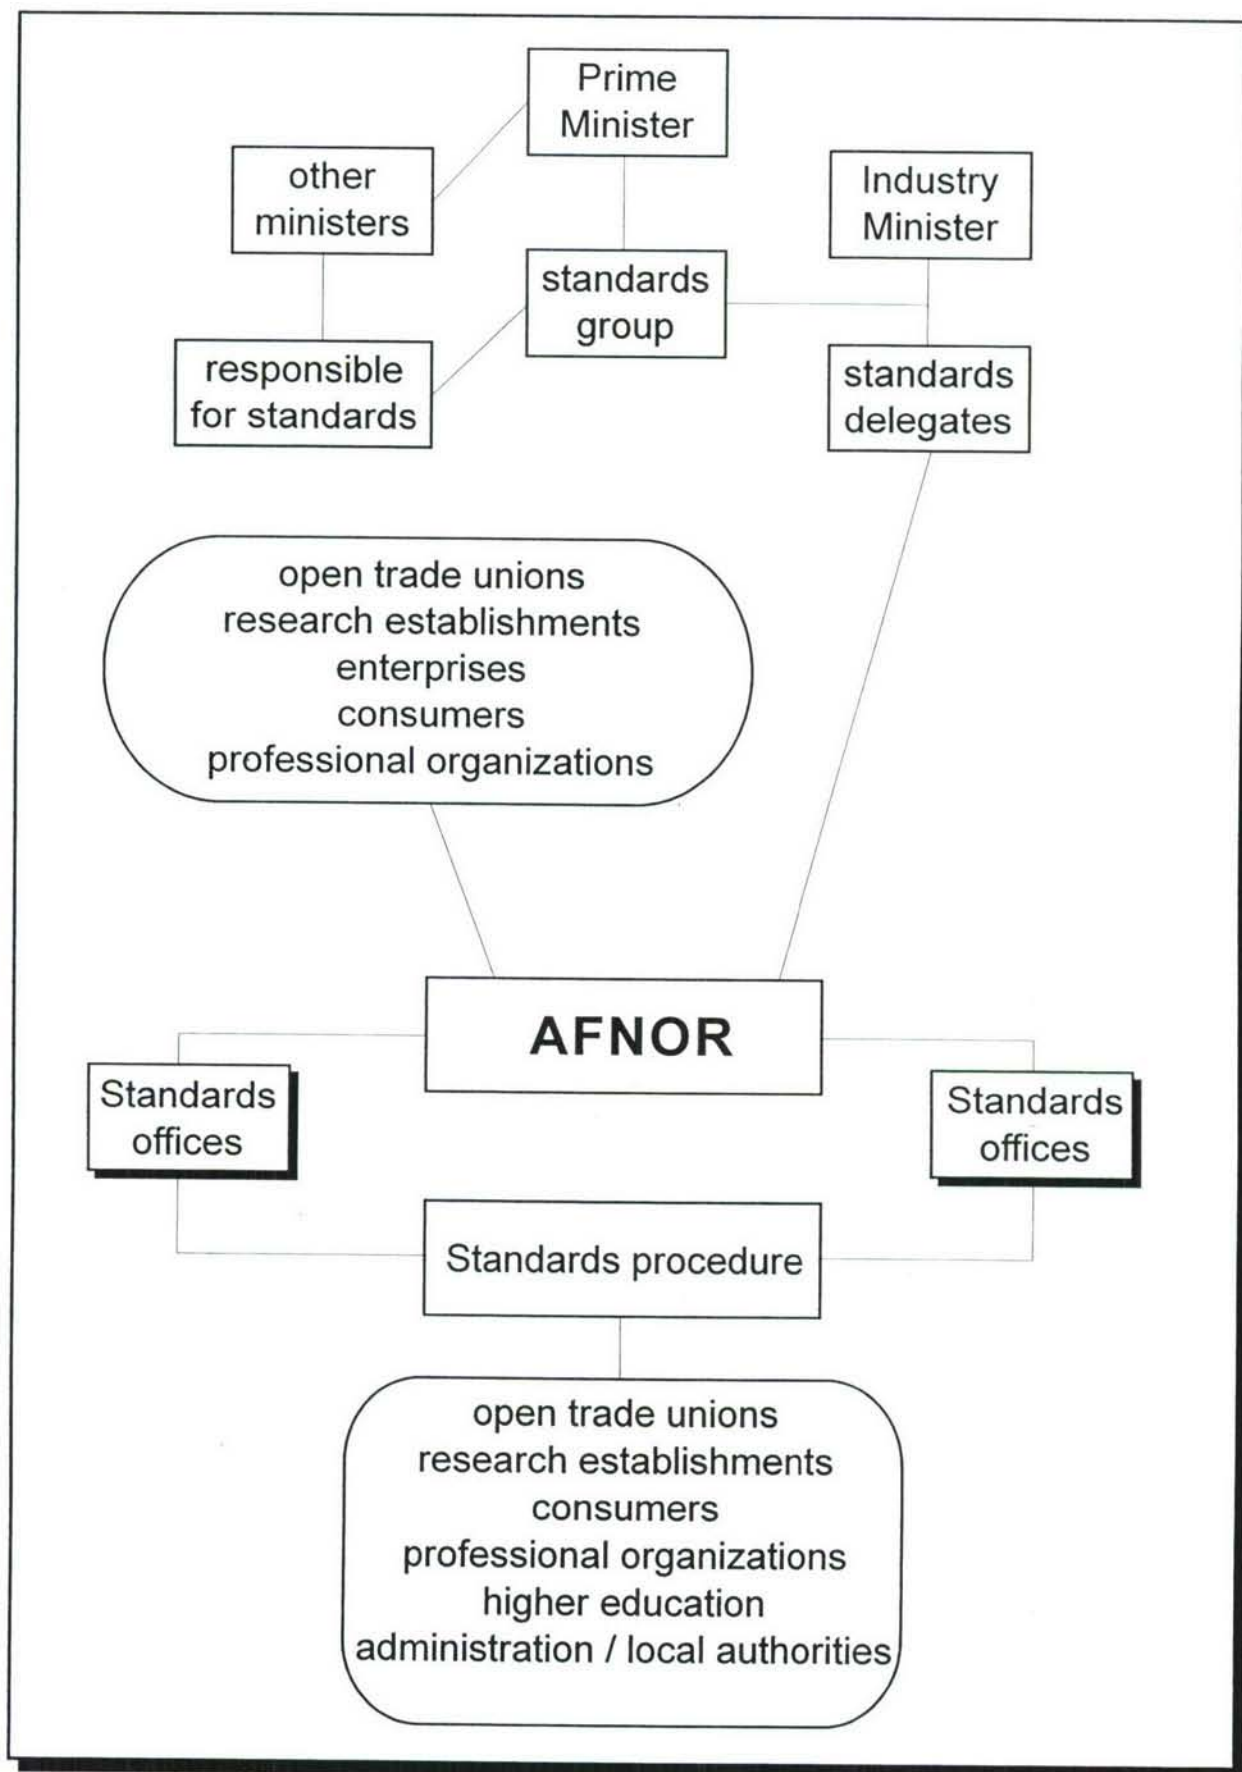 Prime
Minister
other
ministers
Industry
Minister
standards
group
responsible
for standards
standards
delegates
open trade unions
research establishments
enterprises
consumers
professional organizations
AFNOR
Standards
offices
Standards
offices
Standards procedure
open trade unions
research establishments
consumers
professional organizations
higher education
administration / local authorities